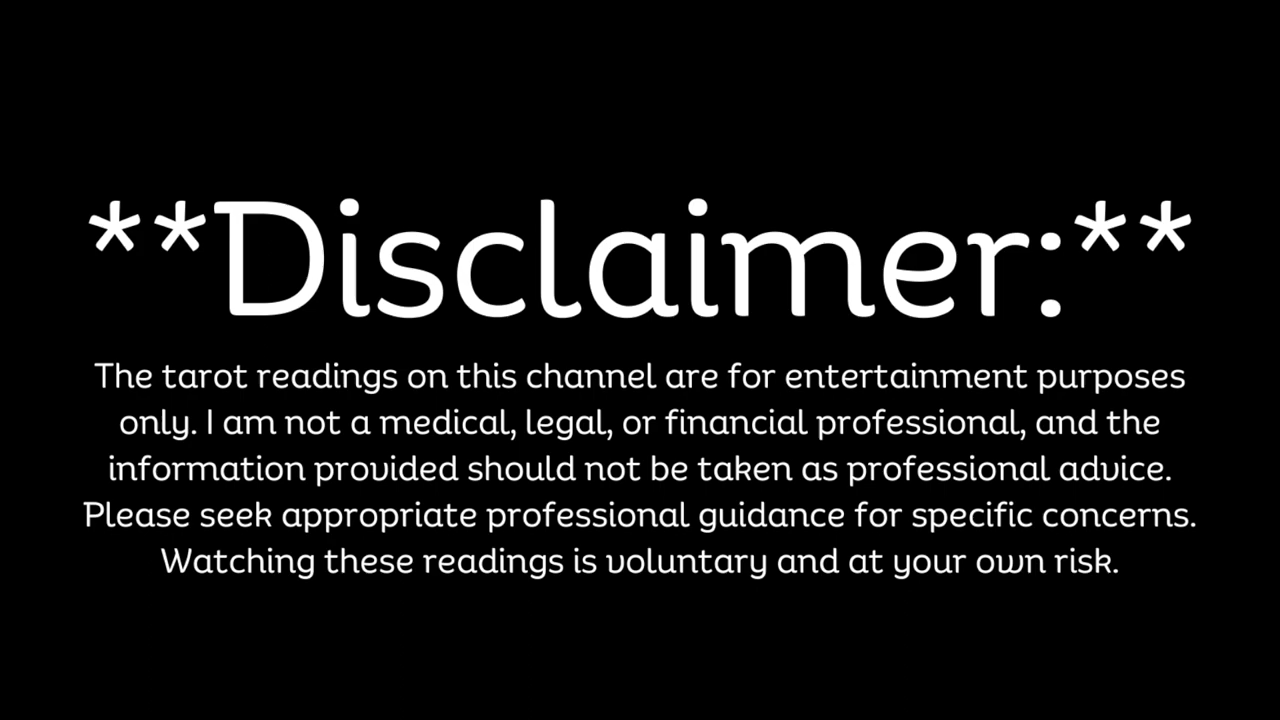 **Disclaimer:**
The tarot readings on this channel are for entertainment purposes
only. I am not a medical, legal, or financial professional, and the
information provided should not be taken as professional advice.
Please seek appropriate professional guidance for specific concerns.
Watching these readings is voluntary and at your own risk.